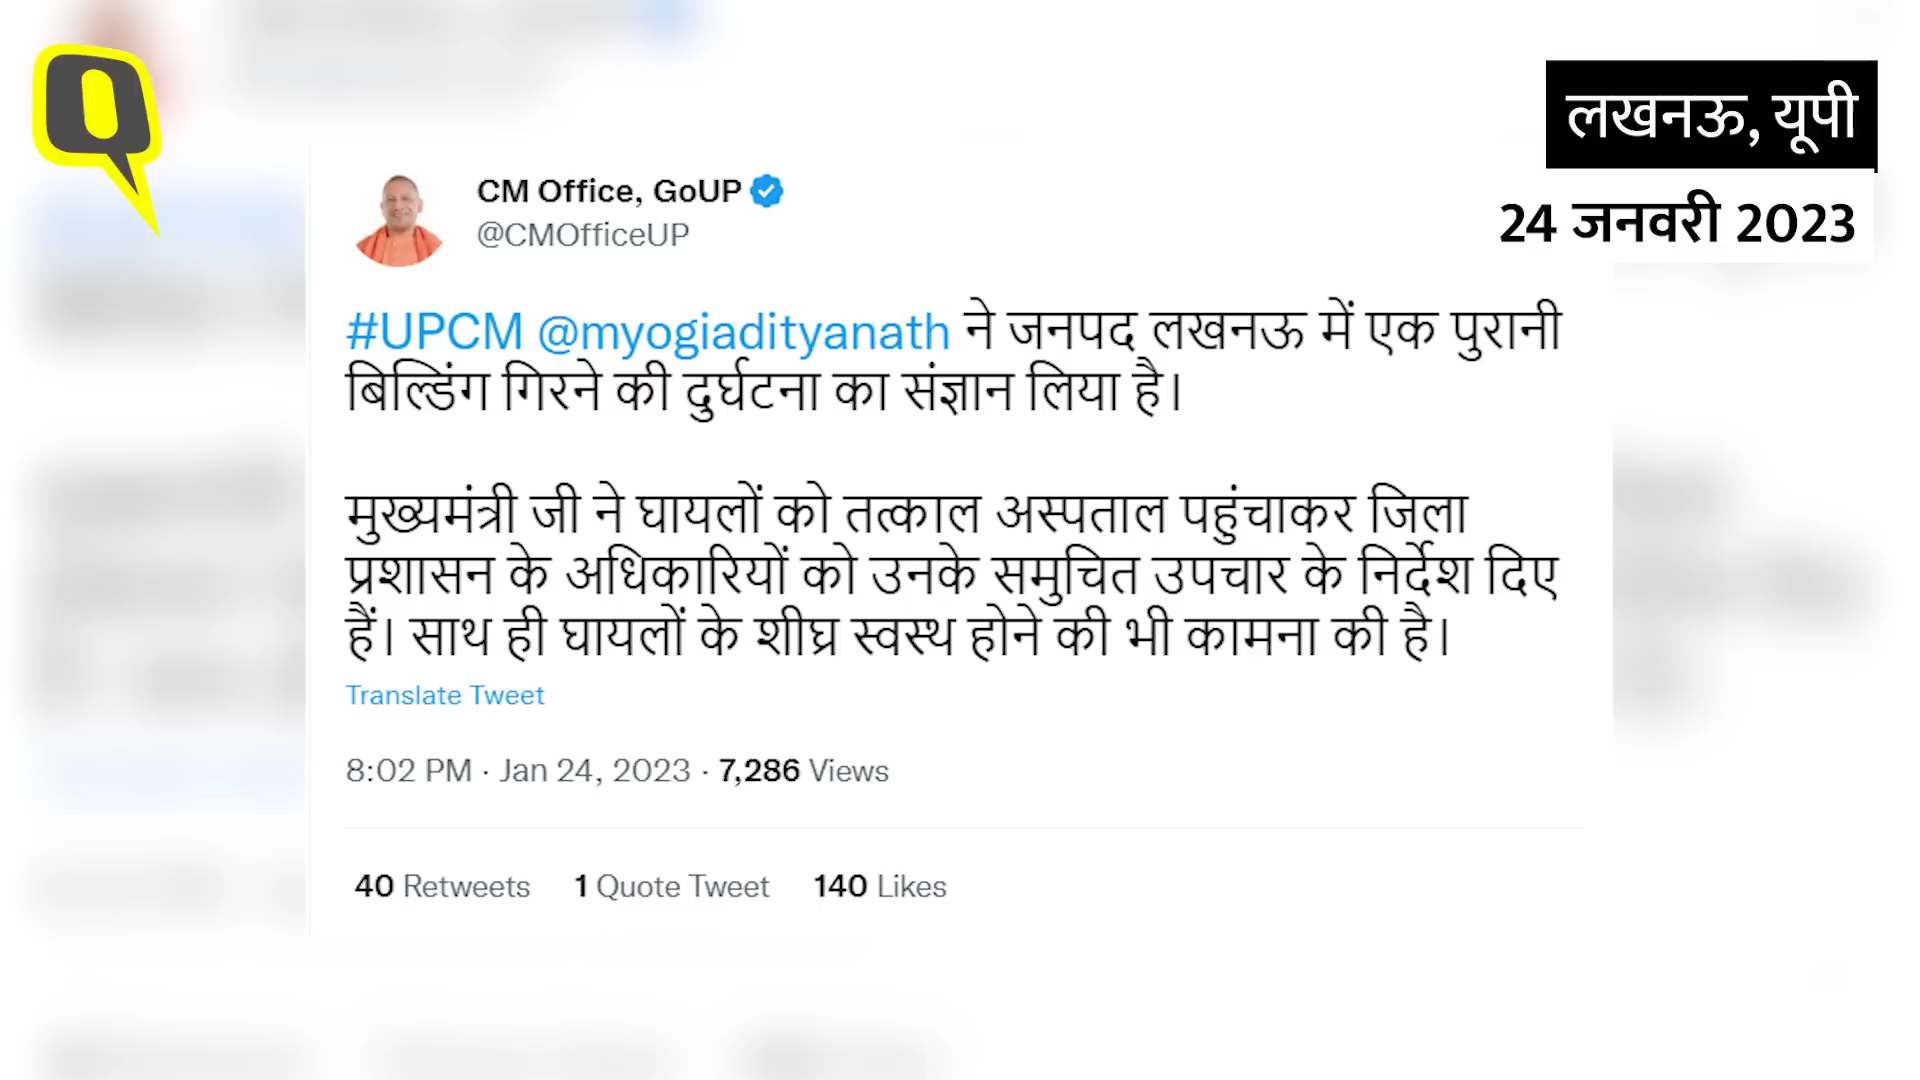 लखनऊ, यूपी
24 जनवरी 2023
CM Office, GoUP
@CMOfficeUP
#UPCM @myogiadityanath ने जनपद लखनऊ में एक पुरानी
बिल्डिंग गिरने की दुर्घटना का संज्ञान लिया है।
मुख्यमंत्री जी ने घायलों को तत्काल अस्पताल पहुंचाकर जिला
प्रशासन के अधिकारियों को उनके समुचित उपचार के निर्देश दिए
हैं। साथ ही घायलों के शीघ्र स्वस्थ होने की भी कामना की है।
Translate Tweet
8:02 PM · Jan 24, 2023 · 7,286 Views
40 Retweets 1 Quote Tweet 140 Likes